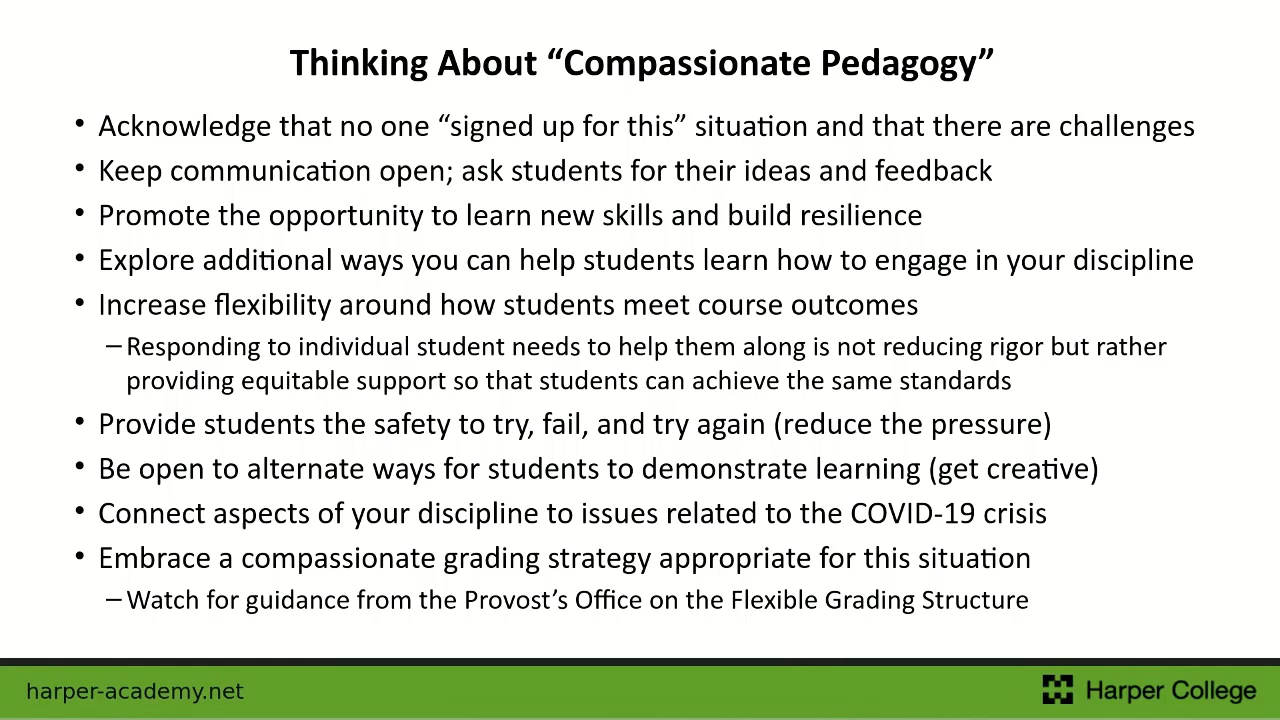 Thinking About “Compassionate Pedagogy”
• Acknowledge that no one “signed up for this” situation and that there are challenges
• Keep communication open; ask students for their ideas and feedback
• Promote the opportunity to learn new skills and build resilience
• Explore additional ways you can help students learn how to engage in your discipline
• Increase flexibility around how students meet course outcomes
– Responding to individual student needs to help them along is not reducing rigor but rather
providing equitable support so that students can achieve the same standards
• Provide students the safety to try, fail, and try again (reduce the pressure)
• Be open to alternate ways for students to demonstrate learning (get creative)
• Connect aspects of your discipline to issues related to the COVID-19 crisis
• Embrace a compassionate grading strategy appropriate for this situation
– Watch for guidance from the Provost’s Office on the Flexible Grading Structure
harper-academy.net
Harper College